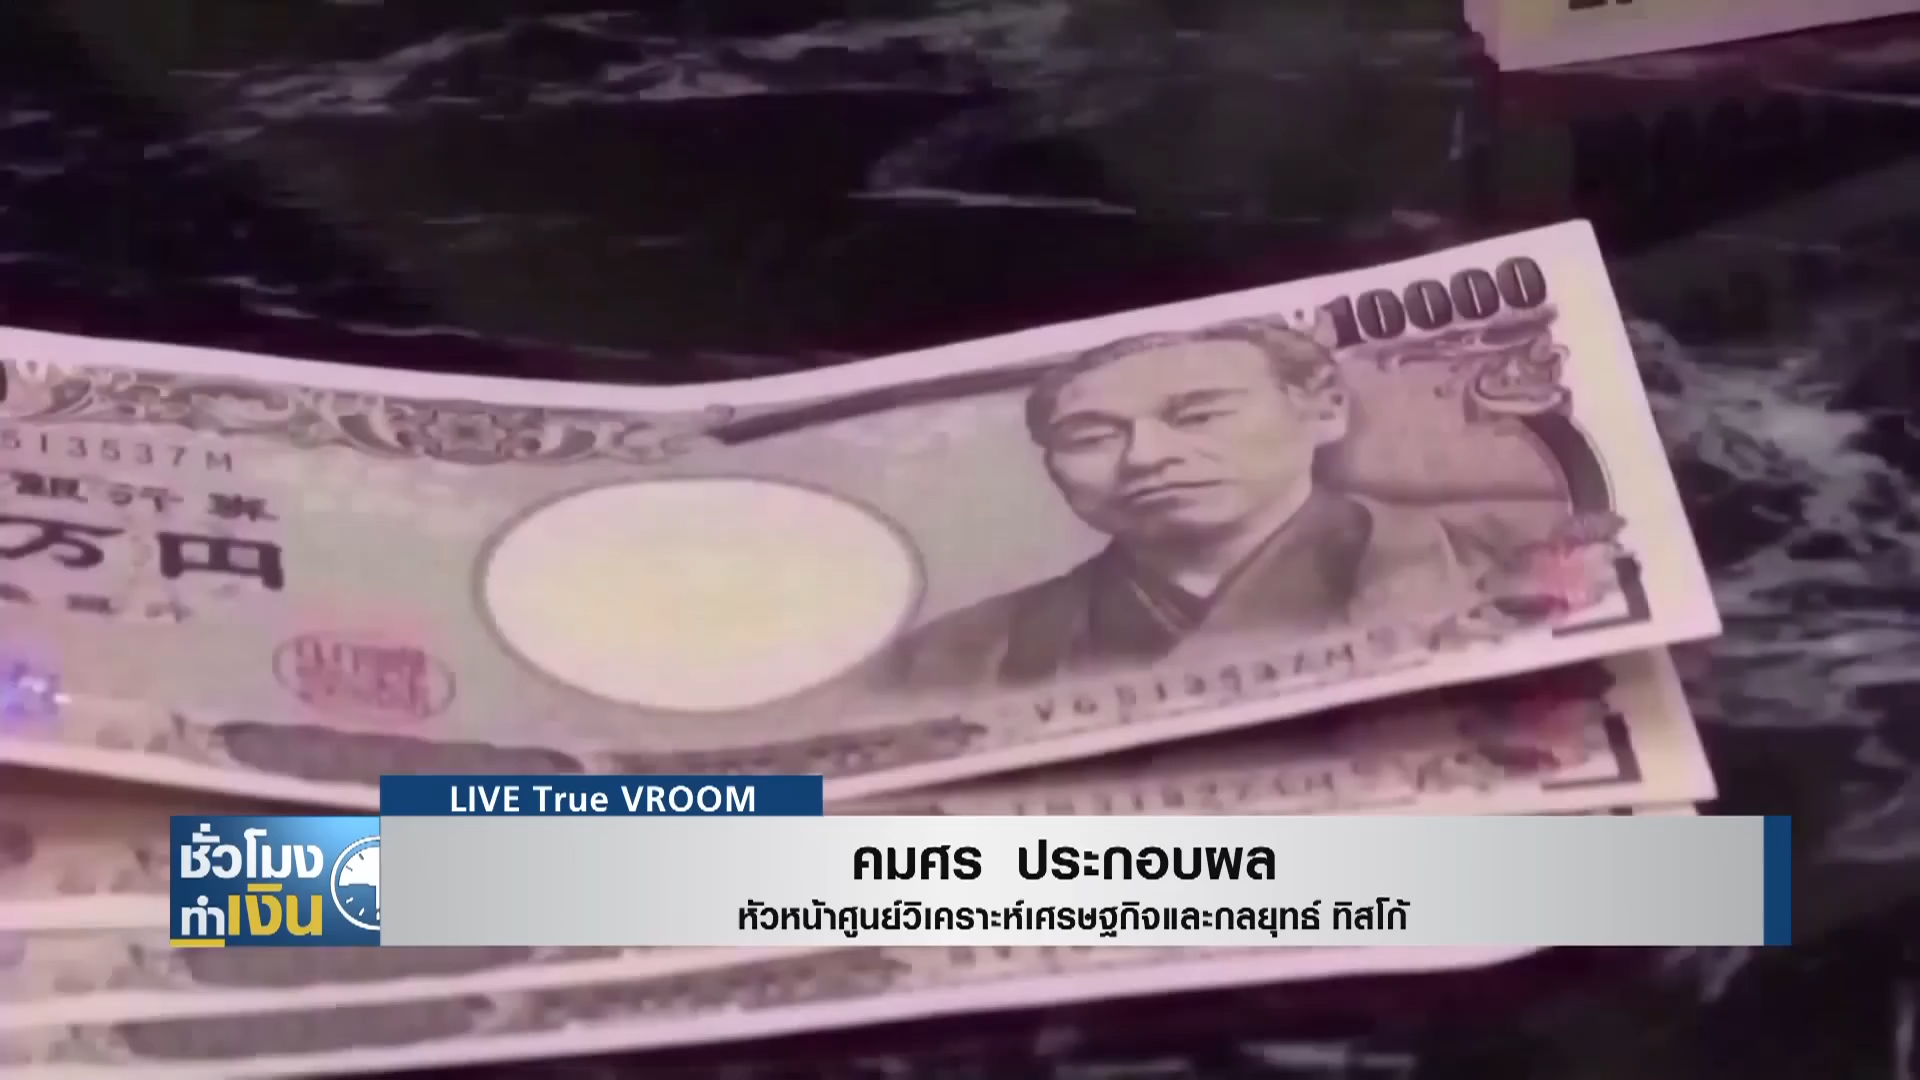 10000
513537M
万円
VG513537M
LIVE True VROOM
ชั่วโมง
ทำเงิน
คมศร ประกอบผล
หัวหน้าศูนย์วิเคราะห์เศรษฐกิจและกลยุทธ์ ทิสโก้